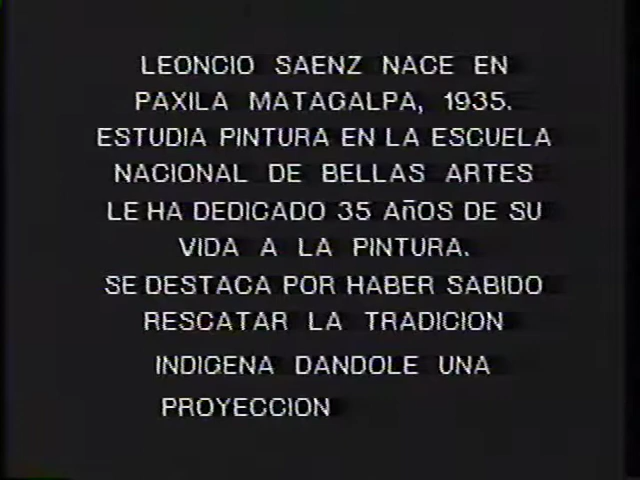 LEONCIO SAENZ NACE EN
PAXILA MATAGALPA, 1935.
ESTUDIA PINTURA EN LA ESCUELA
NACIONAL DE BELLAS ARTES
LE HA DEDICADO 35 AñOS DE SU
VIDA A LA PINTURA.
SE DESTACA POR HABER SABIDO
RESCATAR LA TRADICION
INDIGENA DANDOLE UNA
PROYECCION